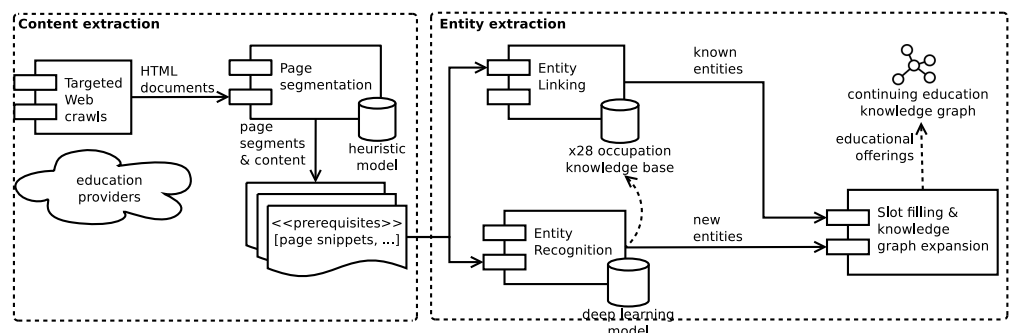 Content extraction
Targeted
Web
crawls
HTML
documents
Page
segmentation
heuristic
model
page
segments
& content
education
providers
<<prerequisites>>
[page snippets, ...]
Entity extraction
Entity
Linking
x28 occupation
knowledge base
known
entities
Entity
Recognition
deep learning
model
new
entities
Slot filling &
knowledge
graph expansion
educational
offerings
continuing education
knowledge graph